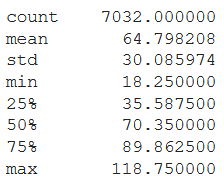 count 7032.000000
mean 64.798208
std 30.085974
min 18.250000
25% 35.587500
50% 70.350000
75% 89.862500
max 118.750000